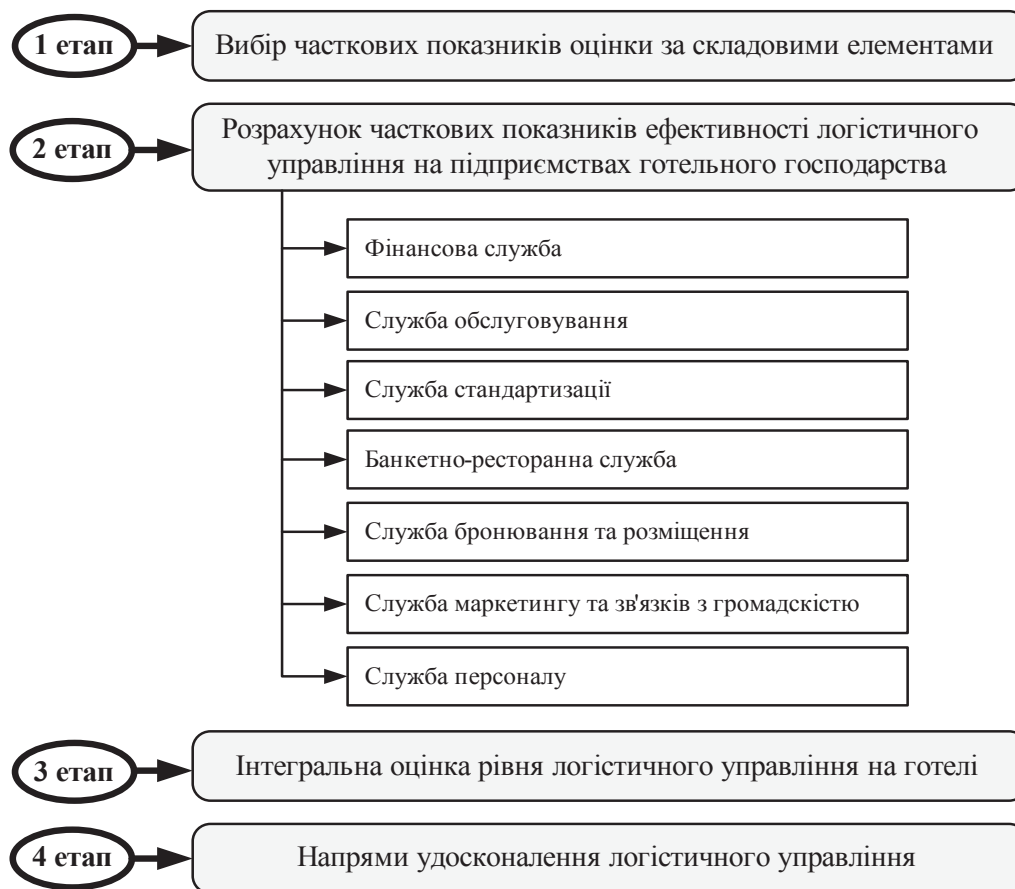 1 етап
Вибір часткових показників оцінки за складовими елементами
2 етап
Розрахунок часткових показників ефективності логістичного
управління на підприємствах готельного господарства
Фінансова служба
Служба обслуговування
Служба стандартизації
Банкетно-ресторанна служба
Служба бронювання та розміщення
Служба маркетингу та зв'язків з громадскістю
Служба персоналу
3 етап
Інтегральна оцінка рівня логістичного управління на готелі
4 етап
Напрями удосконалення логістичного управління